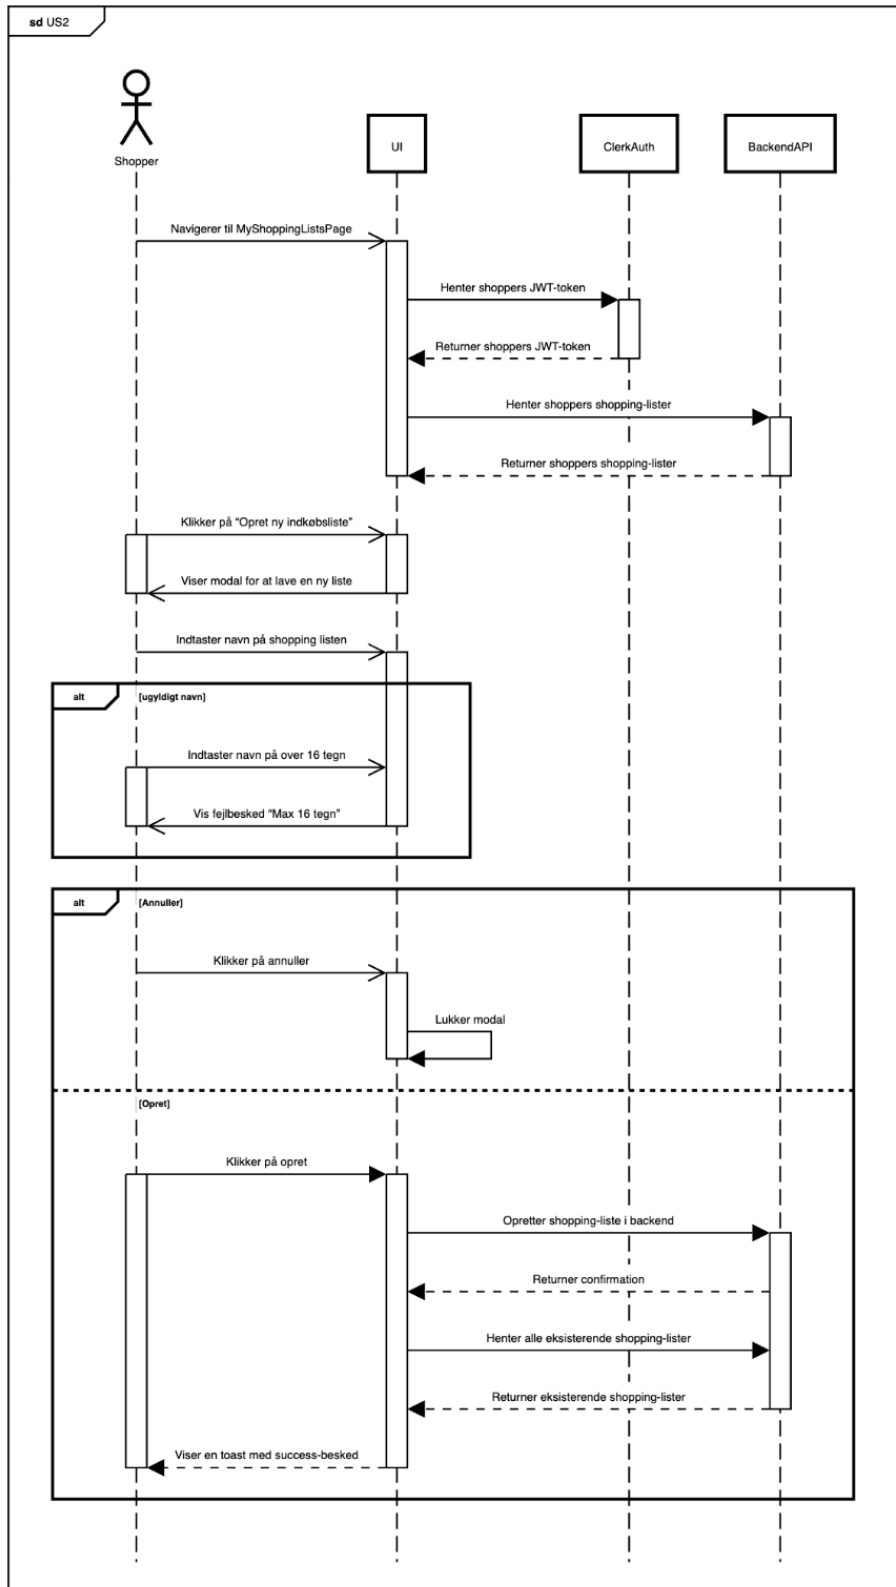 sd US2
Shopper
UI
ClerkAuth
BackendAPI
Navigerer til MyShoppingListsPage
Henter shoppers JWT-token
Returner shoppers JWT-token
Henter shoppers shopping-lister
Returner shoppers shopping-lister
Klikker på “Opret ny indkøbsliste”
Viser modal for at lave en ny liste
Indtaster navn på shopping listen
alt
[ugyldigt navn]
Indtaster navn på over 16 tegn
Vis fejlbesked “Max 16 tegn”
alt
[Annuller]
Klikker på annuller
Lukker modal
[Opret]
Klikker på opret
Opretter shopping-liste i backend
Returner confirmation
Henter alle eksisterende shopping-lister
Returner eksisterende shopping-lister
Viser en toast med success-besked